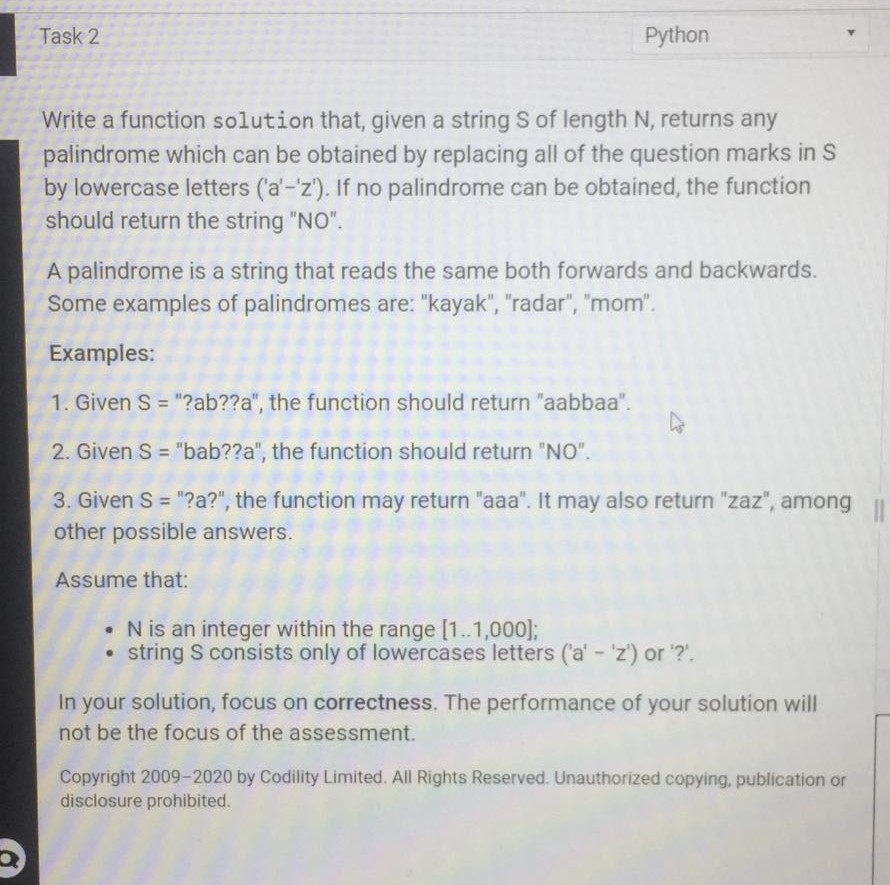 Task 2
Python
Write a function solution that, given a string S of length N, returns any
palindrome which can be obtained by replacing all of the question marks in S
by lowercase letters ('a'-'z'). If no palindrome can be obtained, the function
should return the string "NO".
A palindrome is a string that reads the same both forwards and backwards.
Some examples of palindromes are: "kayak", "radar", "mom".
Examples:
1. Given S = "?ab??a", the function should return "aabbaa".
2. Given S = "bab??a", the function should return "NO".
3. Given S = "?a?", the function may return "aaa". It may also return "zaz", among
other possible answers.
Assume that:
• N is an integer within the range [1..1,000];
• string S consists only of lowercases letters ('a' - 'z') or '?'.
In your solution, focus on correctness. The performance of your solution will
not be the focus of the assessment.
Copyright 2009-2020 by Codility Limited. All Rights Reserved. Unauthorized copying, publication or
disclosure prohibited.